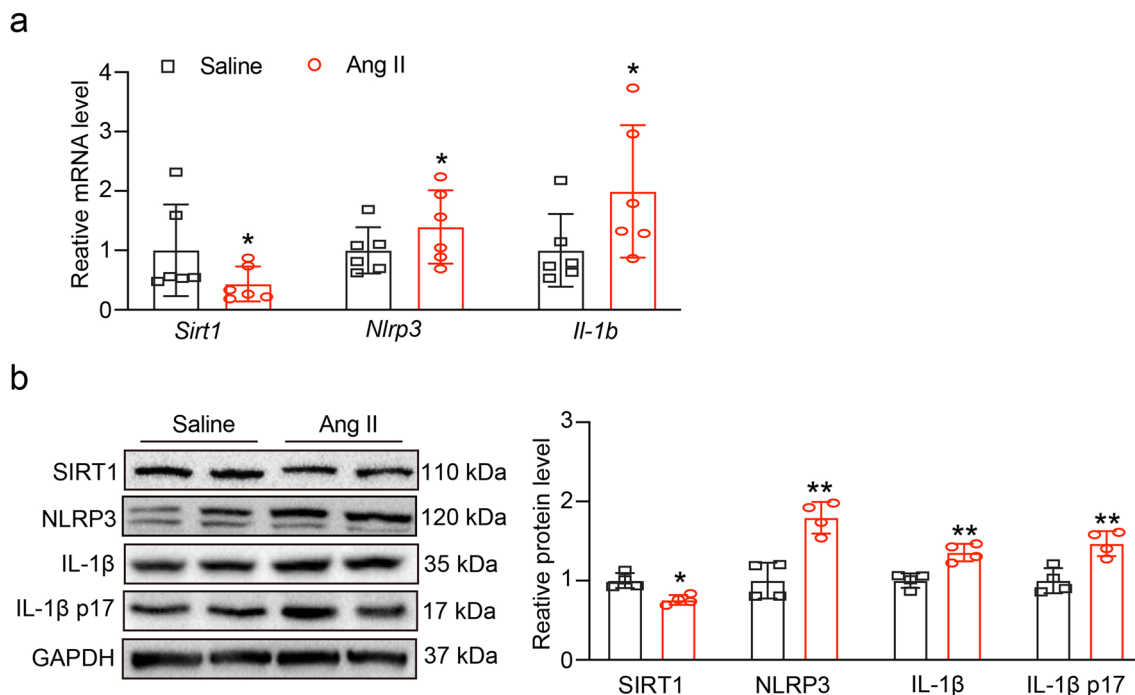 a
Saline Ang II
Reative mRNA level
4
3
2
1
0
* * *
Sirt1 Nlrp3 Il-1b
b
Saline Ang II
SIRT1 110 kDa
NLRP3 120 kDa
IL-1β 35 kDa
IL-1β p17 17 kDa
GAPDH 37 kDa
Reative protein level
3
2
1
0
* ** ** **
SIRT1 NLRP3 IL-1β IL-1β p17